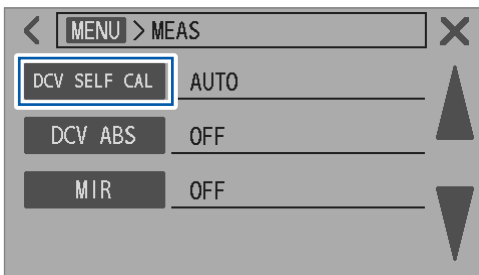 MENU > MEAS
DCV SELF CAL AUTO
DCV ABS OFF
MIR OFF